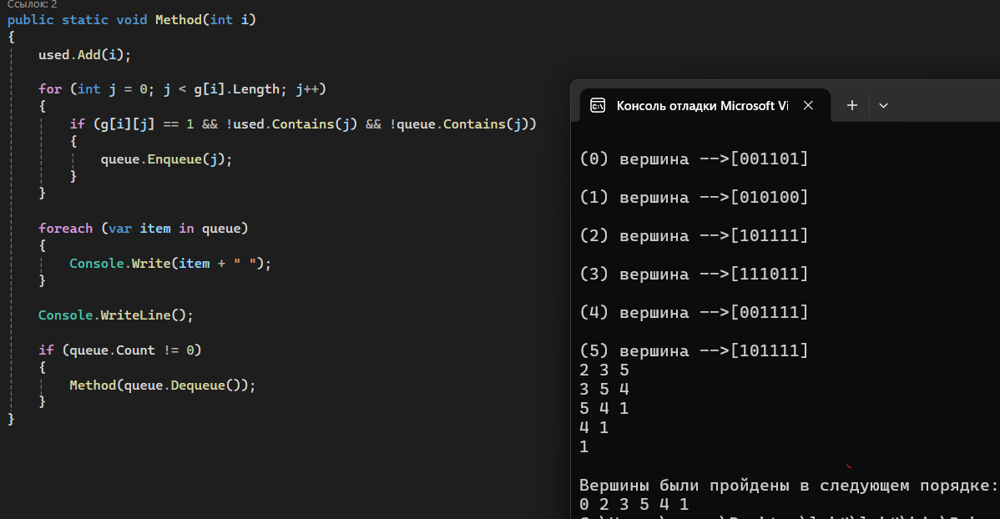 Ссылок: 2
public static void Method(int i)
{
used.Add(i);
for (int j = 0; j < g[i].Length; j++)
{
if (g[i][j] == 1 && !used.Contains(j) && !queue.Contains(j))
{
queue.Enqueue(j);
}
}
foreach (var item in queue)
{
Console.Write(item + " ");
}
Console.WriteLine();
if (queue.Count != 0)
{
Method(queue.Dequeue());
}
}
Консоль отладки Microsoft Vi
(0) вершина -->[001101]
(1) вершина -->[010100]
(2) вершина -->[101111]
(3) вершина -->[111011]
(4) вершина -->[001111]
(5) вершина -->[101111]
2 3 5
3 5 4
5 4 1
4 1
1
Вершины были пройдены в следующем порядке:
0 2 3 5 4 1